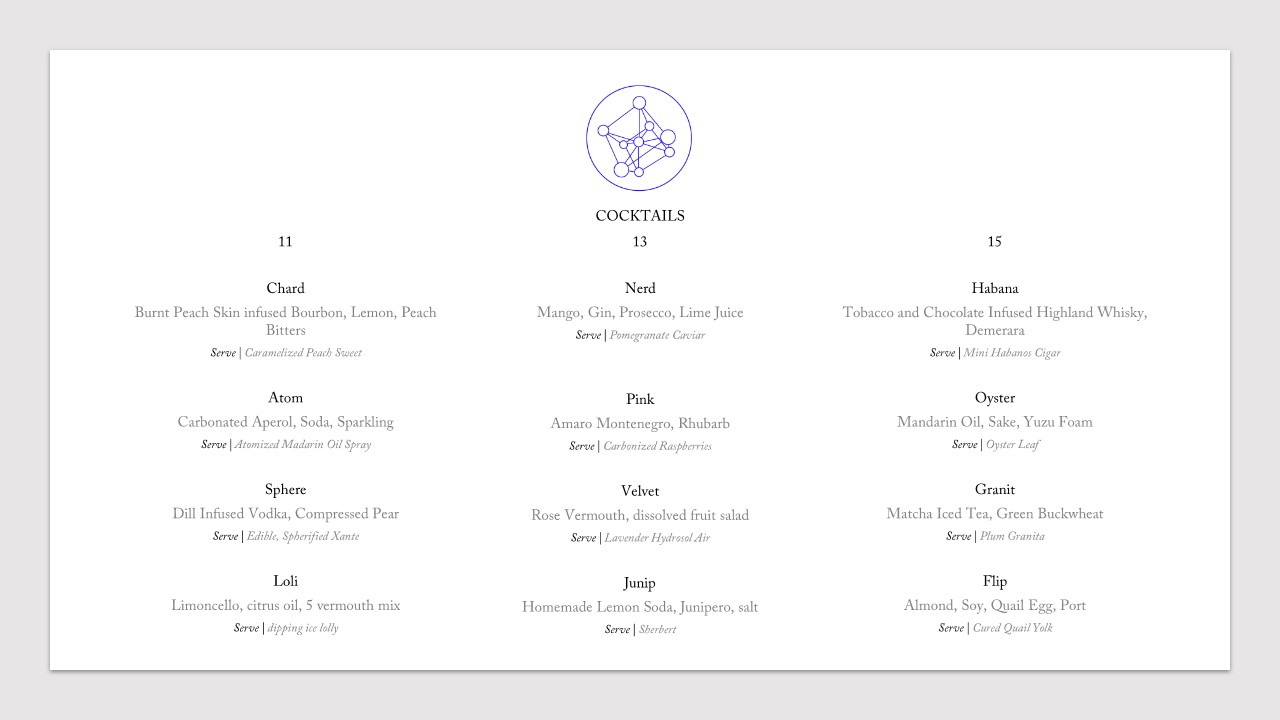 COCKTAILS
11
Chard
Burnt Peach Skin infused Bourbon, Lemon, Peach
Bitters
Serve | Caramelized Peach Sweet
Atom
Carbonated Aperol, Soda, Sparkling
Serve | Atomized Madarin Oil Spray
Sphere
Dill Infused Vodka, Compressed Pear
Serve | Edible, Spherified Xante
Loli
Limoncello, citrus oil, 5 vermouth mix
Serve | dipping ice lolly
13
Nerd
Mango, Gin, Prosecco, Lime Juice
Serve | Pomegranate Caviar
Pink
Amaro Montenegro, Rhubarb
Serve | Carbonized Raspberries
Velvet
Rose Vermouth, dissolved fruit salad
Serve | Lavender Hydrosol Air
Junip
Homemade Lemon Soda, Junipero, salt
Serve | Sherbert
15
Habana
Tobacco and Chocolate Infused Highland Whisky,
Demerara
Serve | Mini Habanos Cigar
Oyster
Mandarin Oil, Sake, Yuzu Foam
Serve | Oyster Leaf
Granit
Matcha Iced Tea, Green Buckwheat
Serve | Plum Granita
Flip
Almond, Soy, Quail Egg, Port
Serve | Cured Quail Yolk